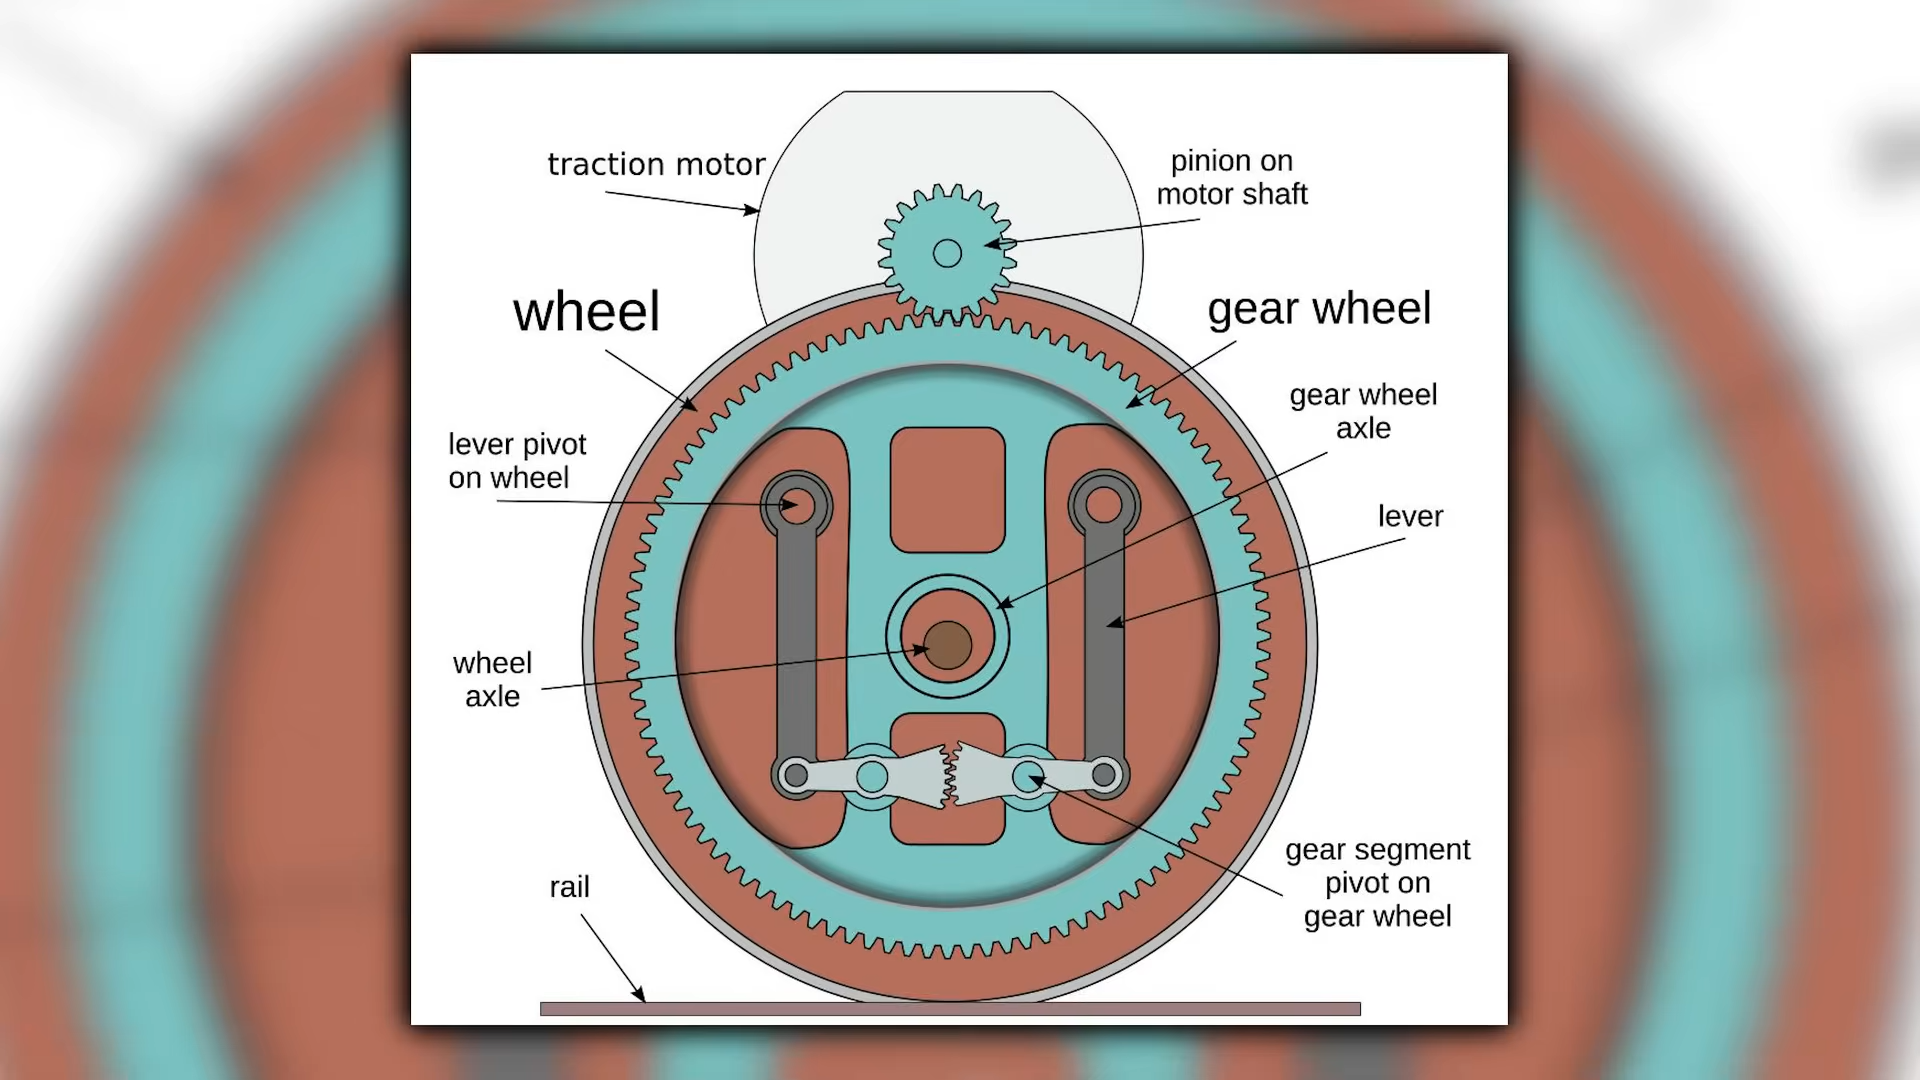 traction motor
pinion on
motor shaft
wheel
gear wheel
gear wheel
axle
lever pivot
on wheel
lever
wheel
axle
gear segment
pivot on
gear wheel
rail